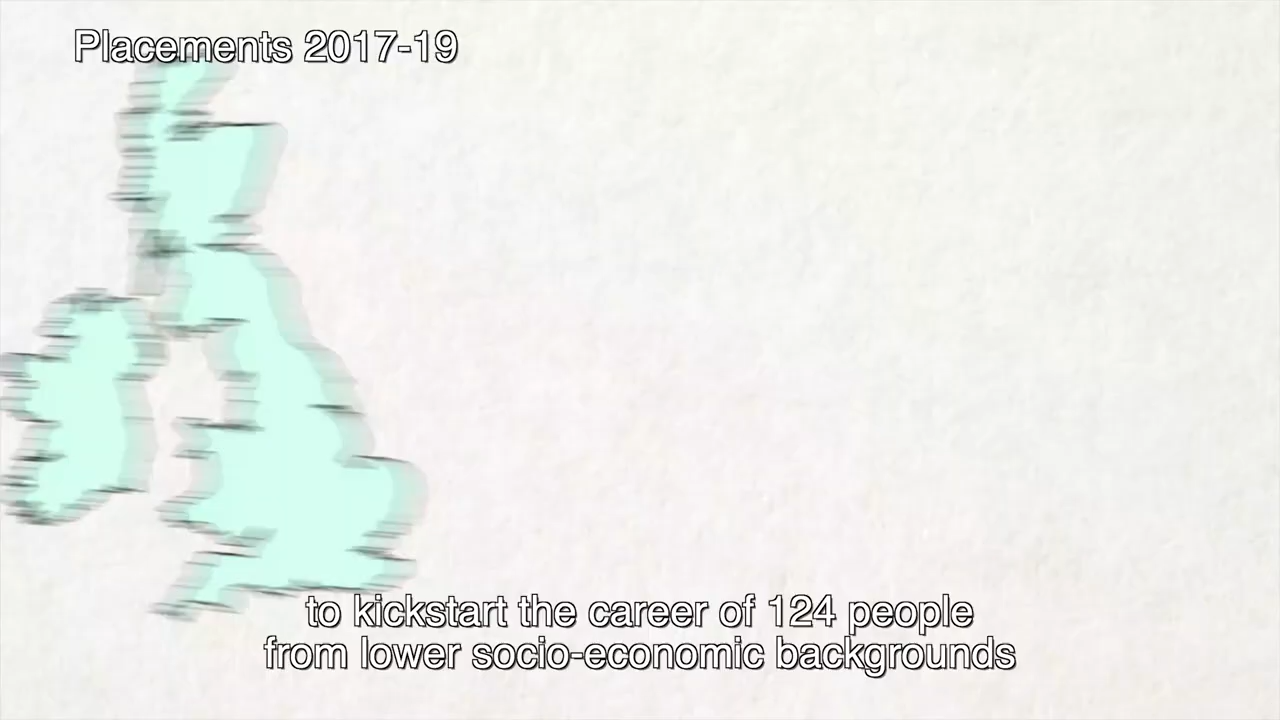 Placements 2017-19
to kickstart the career of 124 people
from lower socio-economic backgrounds